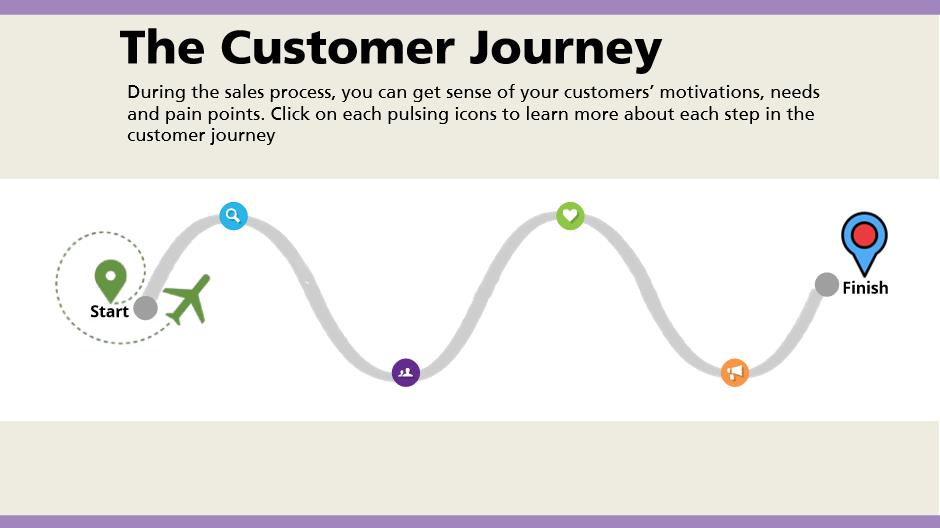 The Customer Journey
During the sales process, you can get sense of your customers’ motivations, needs
and pain points. Click on each pulsing icons to learn more about each step in the
customer journey
Start
Finish